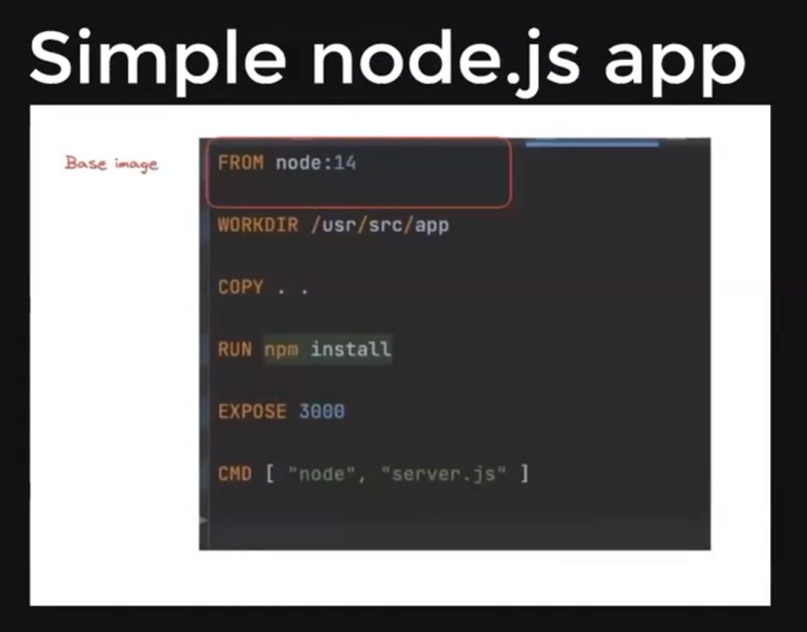 Simple node.js app
Base image
FROM node:14
WORKDIR /usr/src/app
COPY . .
RUN npm install
EXPOSE 3000
CMD [ "node", "server.js" ]